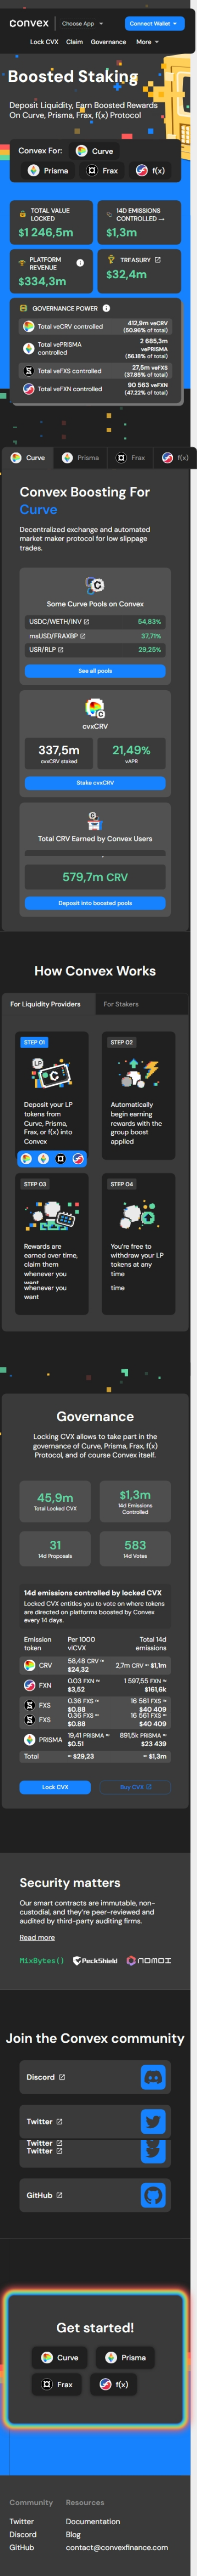 convex
Choose App
Connect Wallet
Lock CVX Claim Governance More
Boosted Staking
Deposit Liquidity, Earn Boosted Rewards
On Curve, Prisma, Frax, f(x) Protocol
Convex For: Curve
Prisma Frax f(x)
TOTAL VALUE
LOCKED
$1 246,5m
14D EMISSIONS
CONTROLLED →
$1,3m
PLATFORM
REVENUE
$334,3m
TREASURY
$32,4m
GOVERNANCE POWER
Total veCRV controlled
412,9m veCRV
(50.96% of total)
Total vePRISMA
controlled
2 685,3m
vePRISMA
(56.18% of total)
Total veFXS controlled
27,5m veFXS
(37.85% of total)
Total veFXN controlled
90 563 veFXN
(47.22% of total)
Curve Prisma Frax f(x)
Convex Boosting For
Curve
Decentralized exchange and automated
market maker protocol for low slippage
trades.
Some Curve Pools on Convex
USDC/WETH/INV 54,83%
msUSD/FRAXBP 37,71%
USR/RLP 29,25%
See all pools
cvxCRV
337,5m
cvxCRV staked
21,49%
vAPR
Stake cvxCRV
Total CRV Earned by Convex Users
579,7m CRV
Deposit into boosted pools
How Convex Works
For Liquidity Providers For Stakers
STEP 01
LP
Deposit your LP
tokens from
Curve, Prisma,
Frax, or f(x) into
Convex
STEP 02
Automatically
begin earning
rewards with the
group boost
applied
STEP 03
Rewards are
earned over time,
claim them
whenever you
want
whenever you
want
STEP 04
You're free to
withdraw your LP
tokens at any
time
time
Governance
Locking CVX allows to take part in the
governance of Curve, Prisma, Frax, f(x)
Protocol, and of course Convex itself.
45,9m
Total Locked CVX
$1,3m
14d Emissions
Controlled
31
14d Proposals
583
14d Votes
14d emissions controlled by locked CVX
Locked CVX entitles you to vote on where tokens
are directed on platforms boosted by Convex
every 14 days.
Emission
token
Per 1000
vlCVX
Total 14d
emissions
CRV
58,48 CRV ≈
$24,32
2,7m CRV ≈ $1,1m
FXN
0.03 FXN ≈
$3,52
1 597,55 FXN ≈
$161,6k
FXS
0.36 FXS ≈
$0.88
16 561 FXS ≈
$40 409
FXS
0.36 FXS ≈
$0.88
16 561 FXS ≈
$40 409
PRISMA
19,41 PRISMA ≈
$0.51
891,5k PRISMA ≈
$23 439
Total ≈ $29,23 ≈ $1,3m
Lock CVX Buy CVX
Security matters
Our smart contracts are immutable, non-
custodial, and they're peer-reviewed and
audited by third-party auditing firms.
Read more
MixBytes() PeckShield nomoi
Join the Convex community
Discord
Twitter
Twitter
Twitter
GitHub
Get started!
Curve Prisma
Frax f(x)
Community Resources
Twitter Documentation
Discord Blog
GitHub contact@convexfinance.com